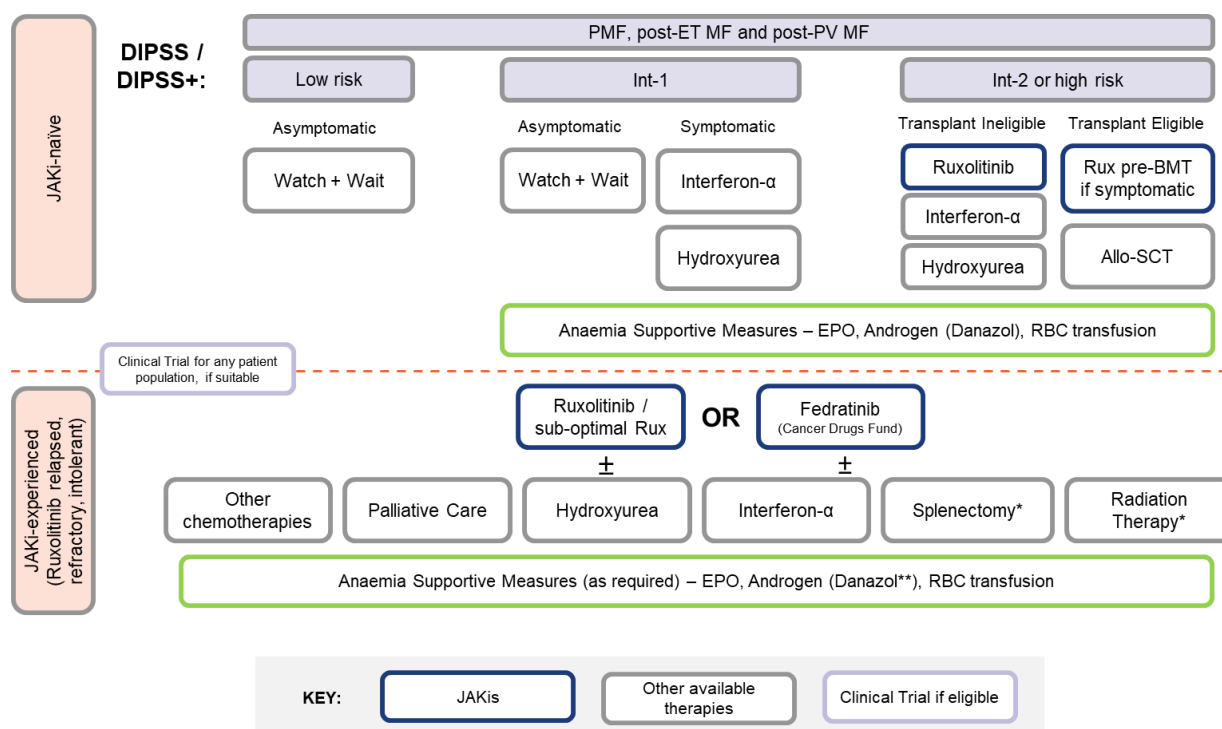 PMF, post-ET MF and post-PV MF
DIPSS /
DIPSS+:
Low risk
Int-1
Int-2 or high risk
JAKi-naïve
Asymptomatic
Asymptomatic
Symptomatic
Transplant Ineligible
Transplant Eligible
Watch + Wait
Watch + Wait
Interferon-α
Hydroxyurea
Ruxolitinib
Interferon-α
Hydroxyurea
Rux pre-BMT
if symptomatic
Allo-SCT
Anaemia Supportive Measures – EPO, Androgen (Danazol), RBC transfusion
Clinical Trial for any patient
population, if suitable
JAKi-experienced
(Ruxolitinib relapsed,
refractory, intolerant)
Ruxolitinib /
sub-optimal Rux
OR
Fedratinib
(Cancer Drugs Fund)
±
±
Other
chemotherapies
Palliative Care
Hydroxyurea
Interferon-α
Splenectomy*
Radiation
Therapy*
Anaemia Supportive Measures (as required) – EPO, Androgen (Danazol**), RBC transfusion
KEY:
JAKis
Other available
therapies
Clinical Trial if eligible